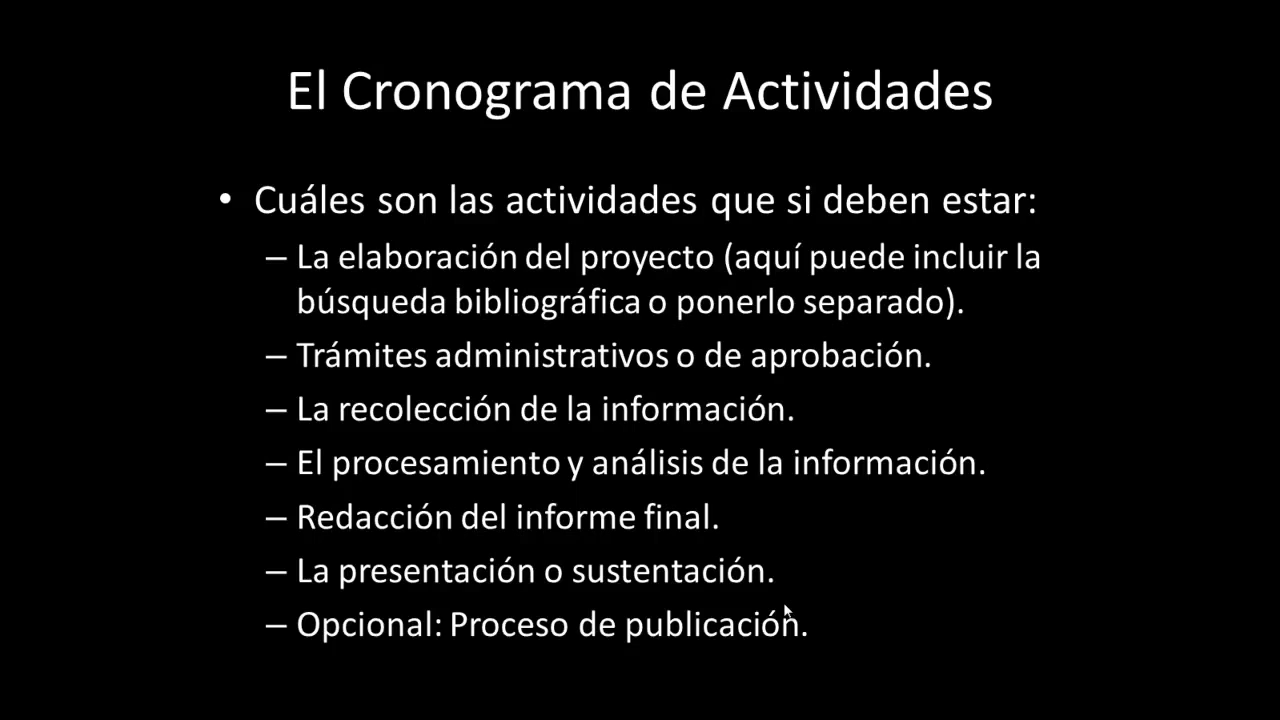 El Cronograma de Actividades
• Cuáles son las actividades que si deben estar:
– La elaboración del proyecto (aquí puede incluir la
búsqueda bibliográfica o ponerlo separado).
– Trámites administrativos o de aprobación.
– La recolección de la información.
– El procesamiento y análisis de la información.
– Redacción del informe final.
– La presentación o sustentación.
– Opcional: Proceso de publicación.